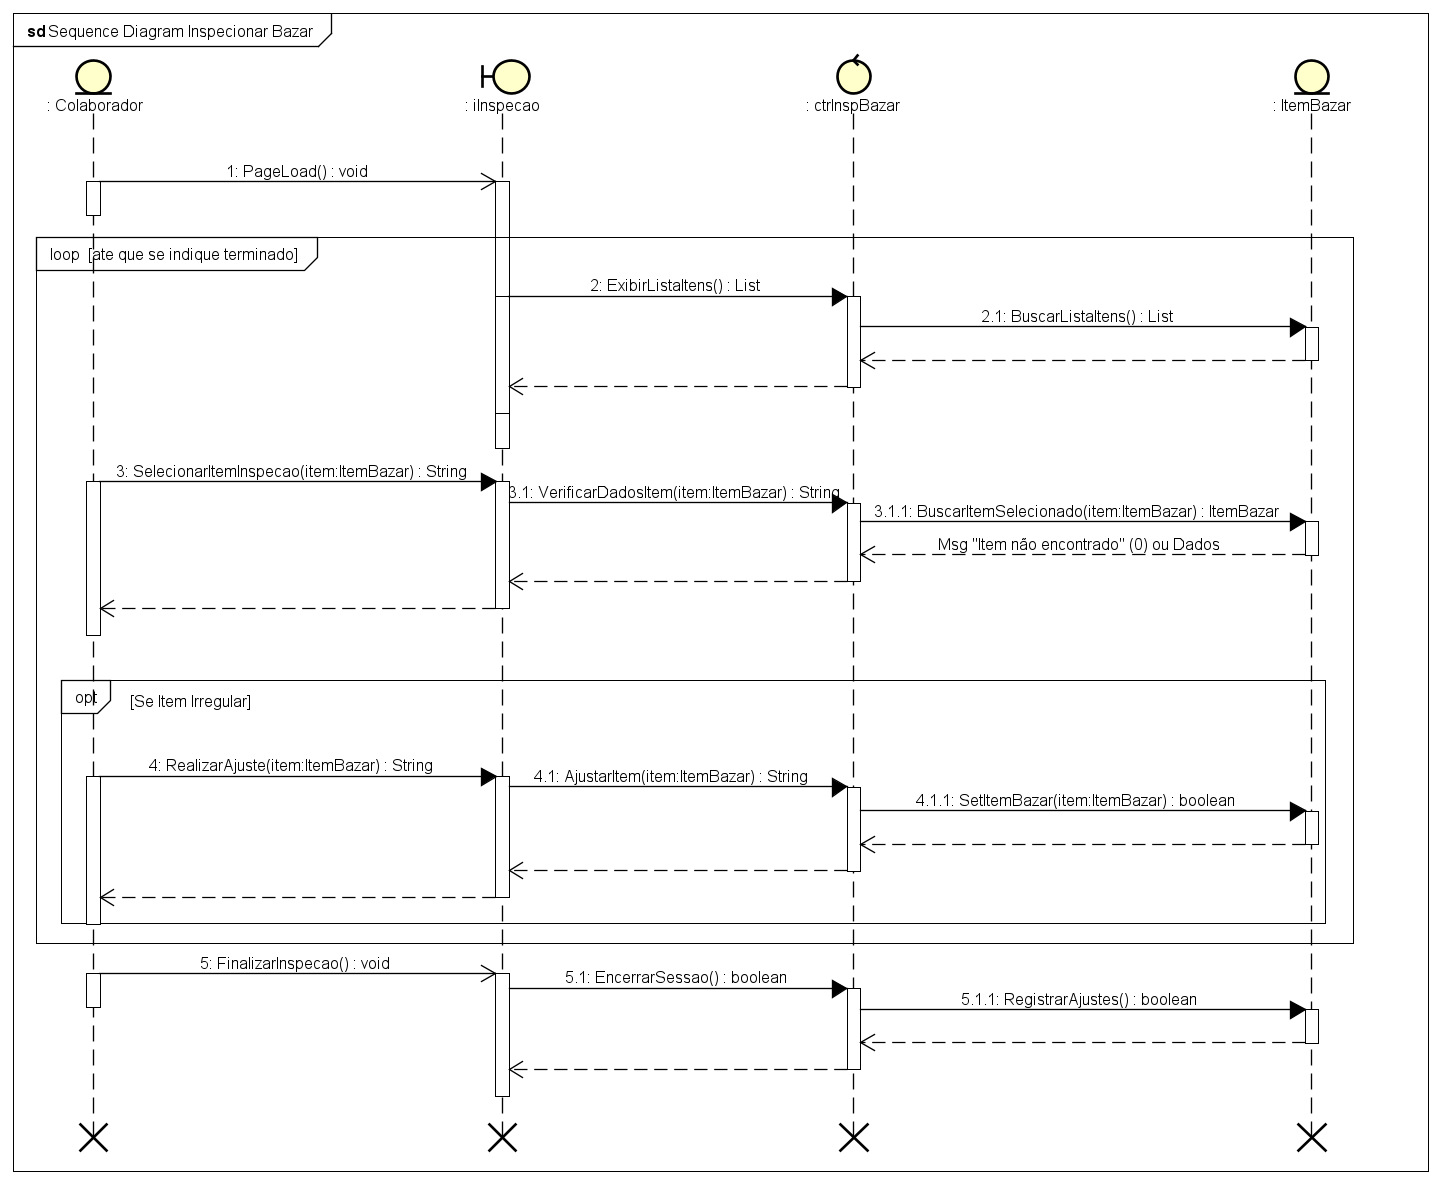 sd Sequence Diagram Inspecionar Bazar
: Colaborador
: iInspecao
: ctrInspBazar
: ItemBazar
1: PageLoad() : void
loop [ate que se indique terminado]
2: ExibirListaItens() : List
2.1: BuscarListaItens() : List
3: SelecionarItemInspecao(item:ItemBazar) : String
3.1: VerificarDadosItem(item:ItemBazar) : String
3.1.1: BuscarItemSelecionado(item:ItemBazar) : ItemBazar
Msg "Item não encontrado" (0) ou Dados
opt [Se Item Irregular]
4: RealizarAjuste(item:ItemBazar) : String
4.1: AjustarItem(item:ItemBazar) : String
4.1.1: SetItemBazar(item:ItemBazar) : boolean
5: FinalizarInspecao() : void
5.1: EncerrarSessao() : boolean
5.1.1: RegistrarAjustes() : boolean